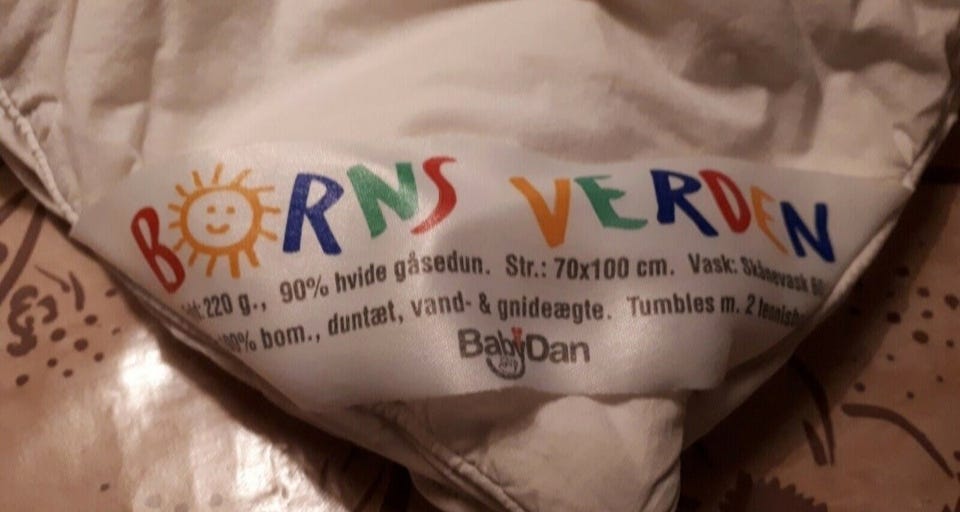 BØRNS VERDEN
220 g., 90% hvide gåsedun. Str.: 70x100 cm. Vask: Skånevask
bom., duntæt, vand- & gnideægte. Tumbles m. 2
BabyDan